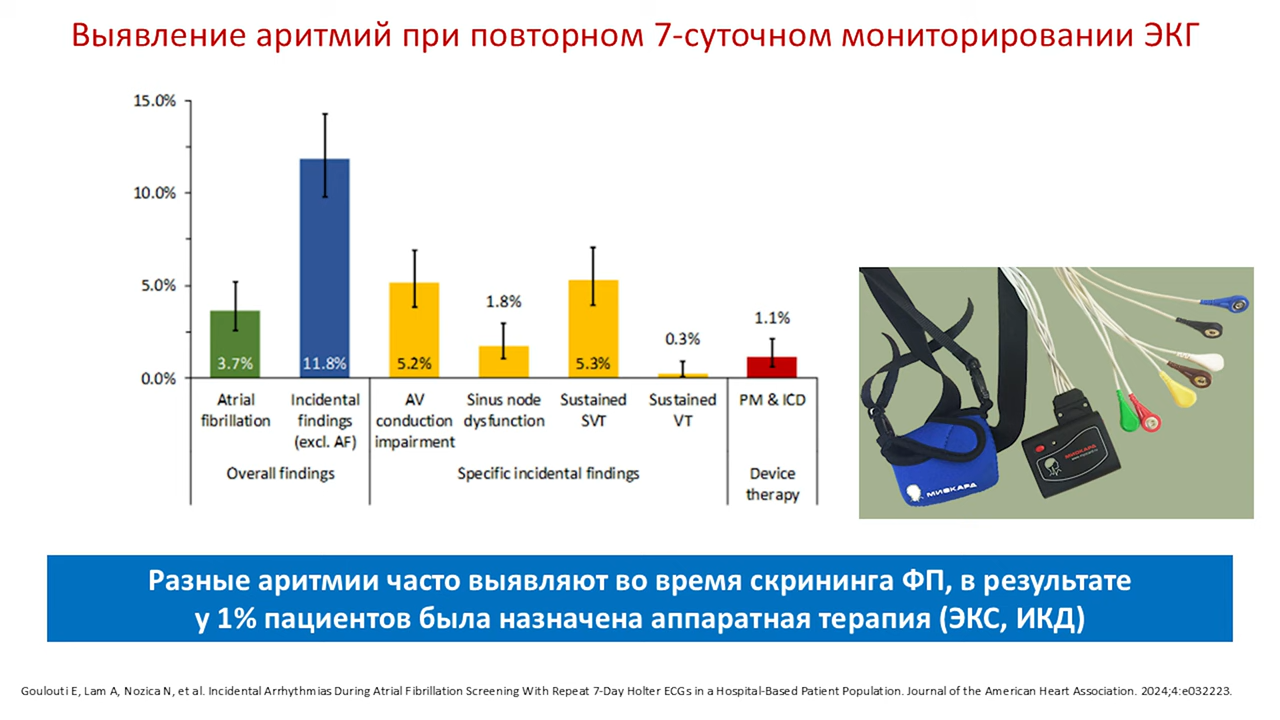 Выявление аритмий при повторном 7-суточном мониторировании ЭКГ
15.0%
10.0%
5.0%
0.0%
3.7%
11.8%
5.2%
1.8%
5.3%
0.3%
1.1%
Atrial fibrillation
Incidental findings (excl. AF)
AV conduction impairment
Sinus node dysfunction
Sustained SVT
Sustained VT
PM & ICD
Overall findings
Specific incidental findings
Device therapy
МИОКАРД
МИОКАРД
Разные аритмии часто выявляют во время скрининга ФП, в результате
у 1% пациентов была назначена аппаратная терапия (ЭКС, ИКД)
Goulouti E, Lam A, Nozica N, et al. Incidental Arrhythmias During Atrial Fibrillation Screening With Repeat 7-Day Holter ECGs in a Hospital-Based Patient Population. Journal of the American Heart Association. 2024;4:e032223.